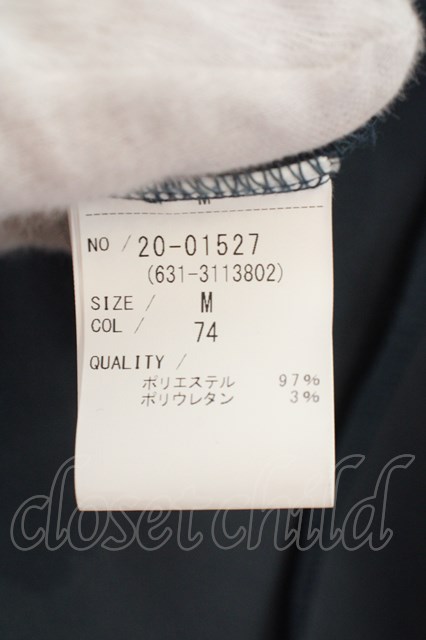 M
NO / 20-01527
(631-3113802)
SIZE / M
COL / 74
QUALITY /
ポリエステル 97%
ポリウレタン 3%
closet child